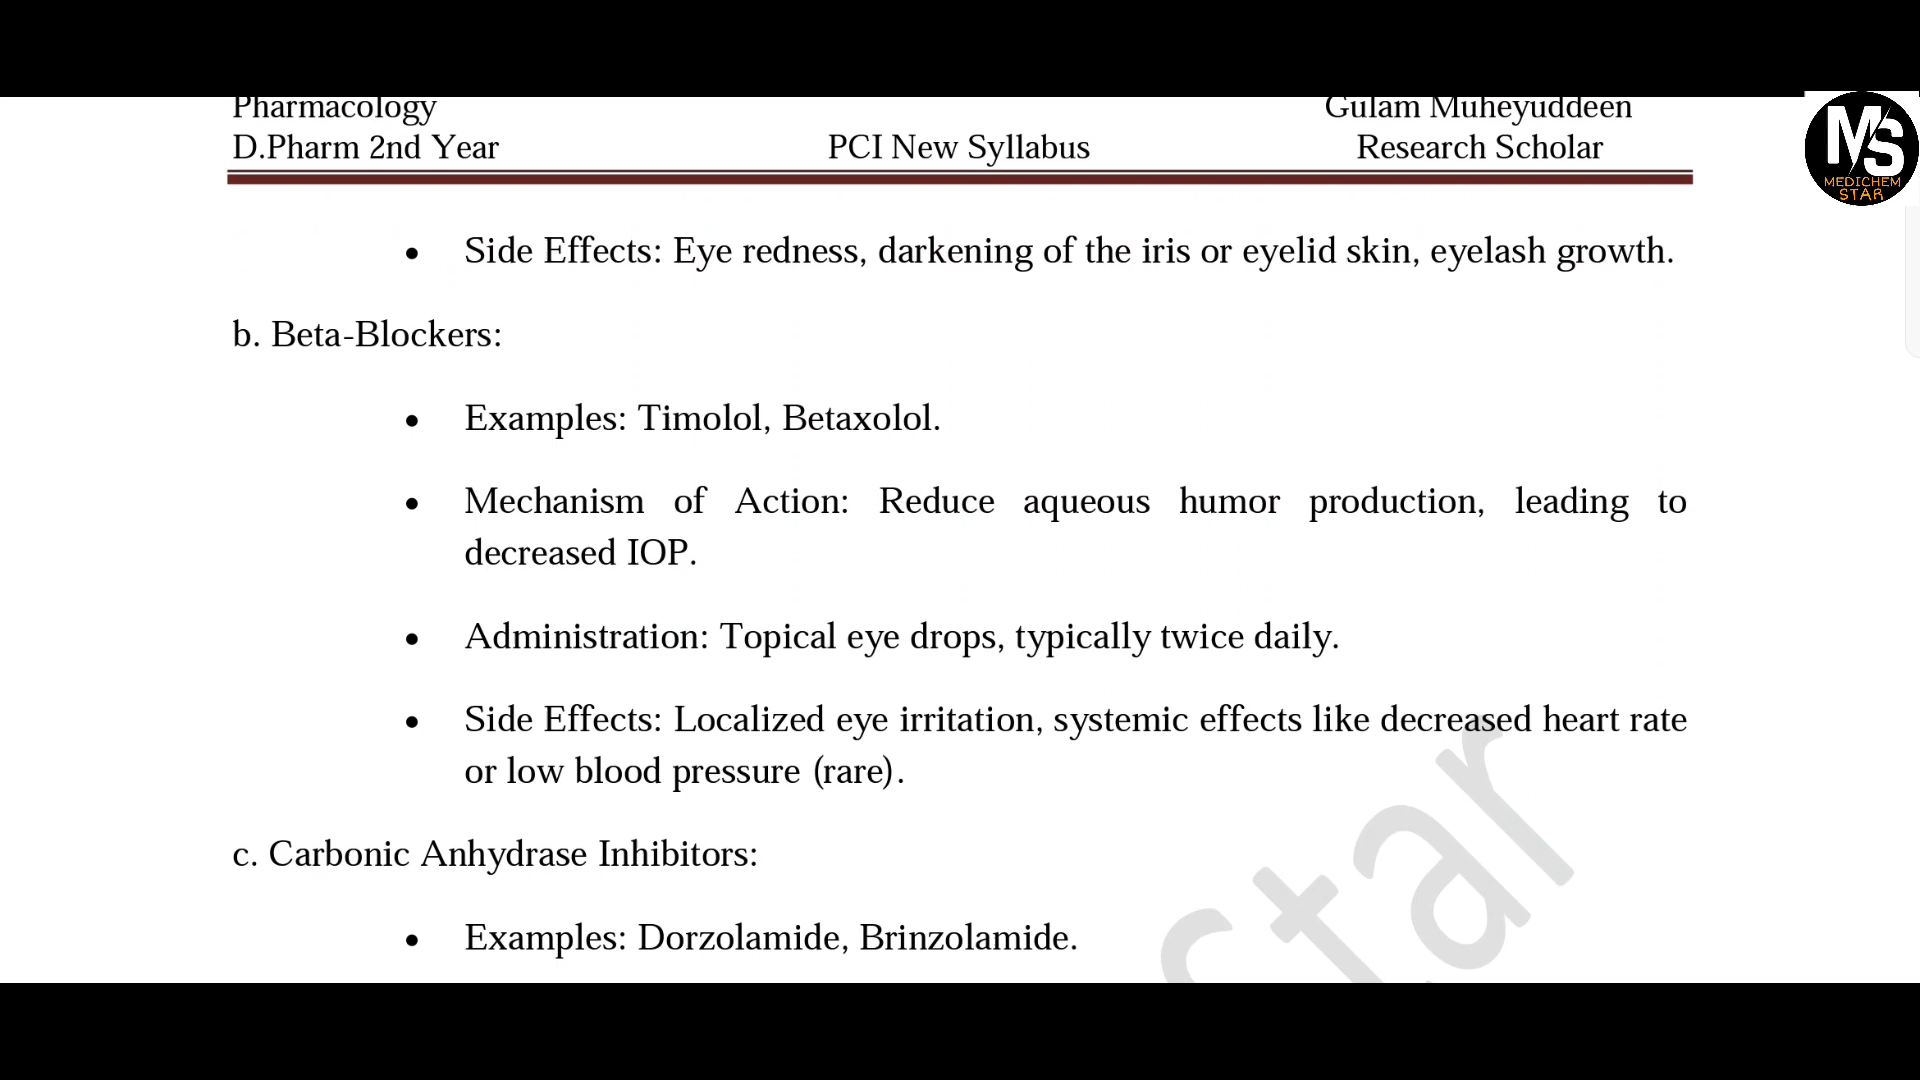 Pharmacology
Gulam Muheyuddeen
D.Pharm 2nd Year
PCI New Syllabus
Research Scholar
MS
MEDICHEM
STAR
• Side Effects: Eye redness, darkening of the iris or eyelid skin, eyelash growth.
b. Beta-Blockers:
• Examples: Timolol, Betaxolol.
• Mechanism of Action: Reduce aqueous humor production, leading to
decreased IOP.
• Administration: Topical eye drops, typically twice daily.
• Side Effects: Localized eye irritation, systemic effects like decreased heart rate
or low blood pressure (rare).
c. Carbonic Anhydrase Inhibitors:
• Examples: Dorzolamide, Brinzolamide.
Star